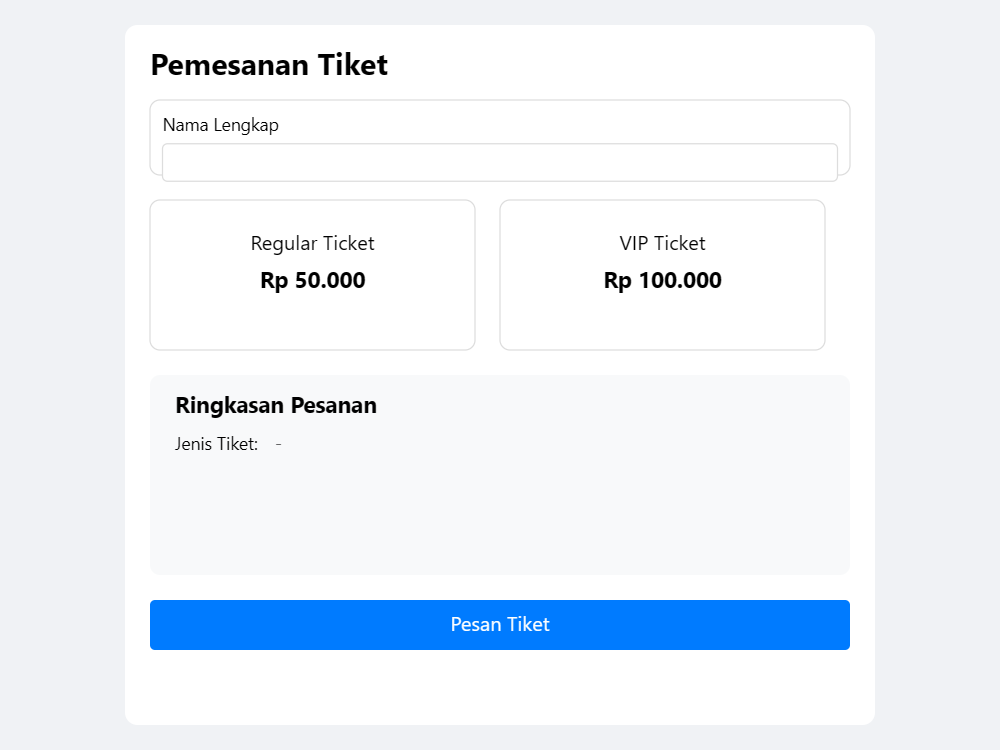 Pemesanan Tiket
Nama Lengkap
Regular Ticket
Rp 50.000
VIP Ticket
Rp 100.000
Ringkasan Pesanan
Jenis Tiket: -
Pesan Tiket